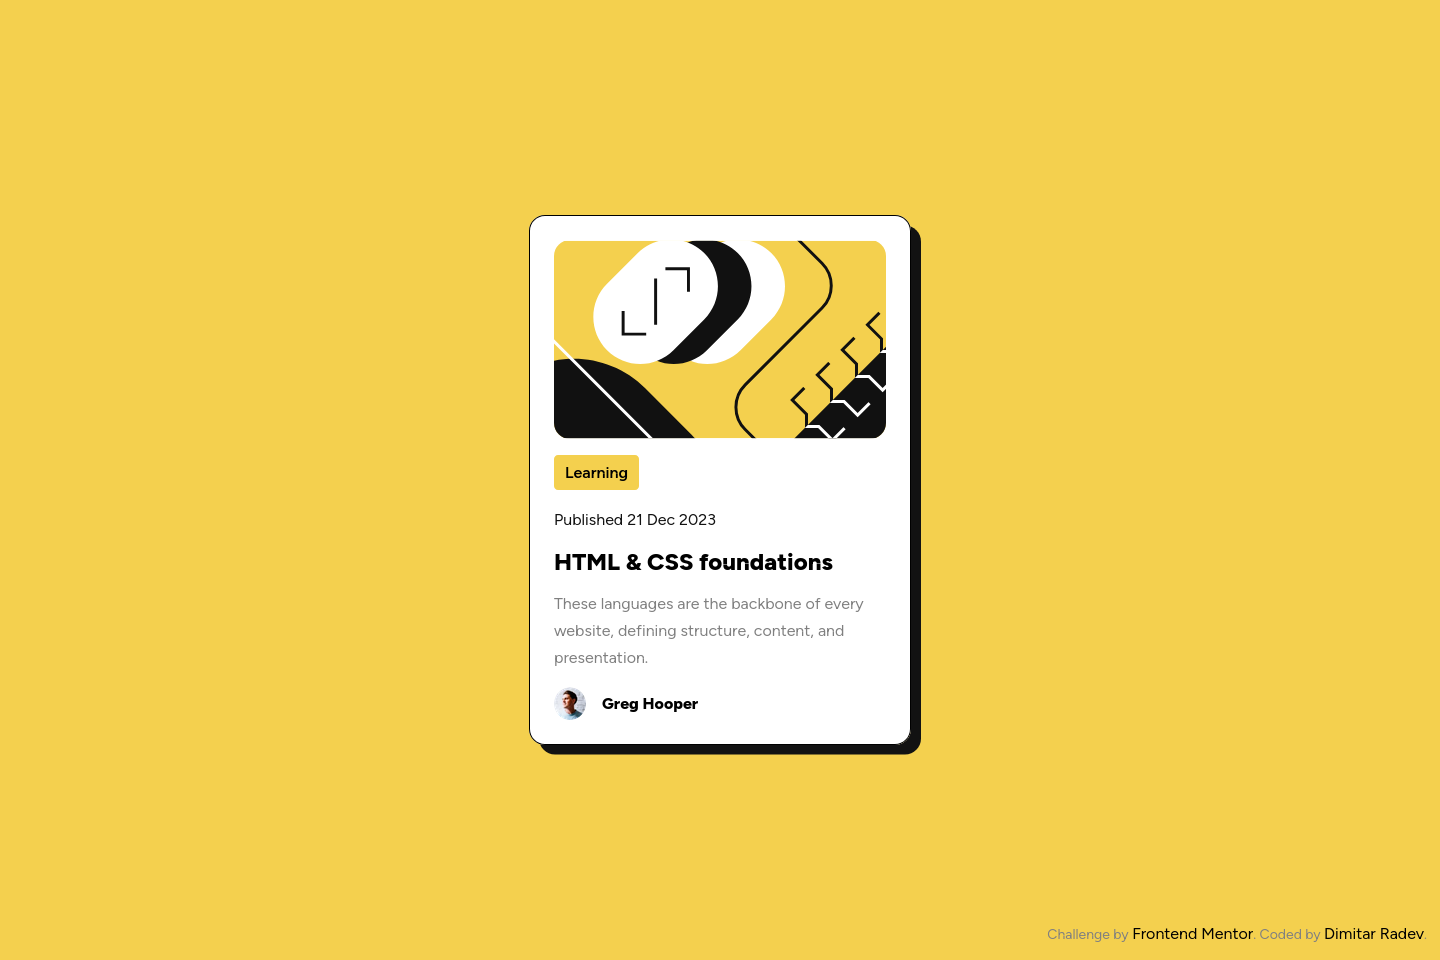 Learning
Published 21 Dec 2023
HTML & CSS foundations
These languages are the backbone of every
website, defining structure, content, and
presentation.
Greg Hooper
Challenge by Frontend Mentor. Coded by Dimitar Radev.